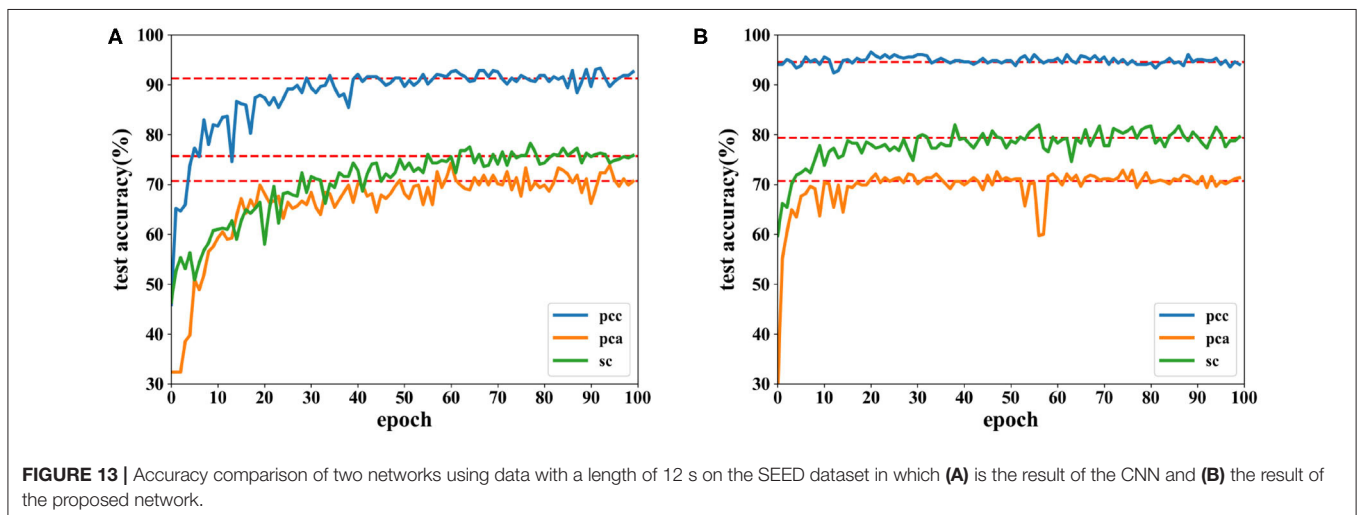 A
100
90
80
70
60
50
40
30
test accuracy(%)
0 10 20 30 40 50 60 70 80 90 100
epoch
pcc
pca
sc
B
100
90
80
70
60
50
40
30
test accuracy(%)
0 10 20 30 40 50 60 70 80 90 100
epoch
pcc
pca
sc
FIGURE 13 | Accuracy comparison of two networks using data with a length of 12 s on the SEED dataset in which (A) is the result of the CNN and (B) the result of
the proposed network.